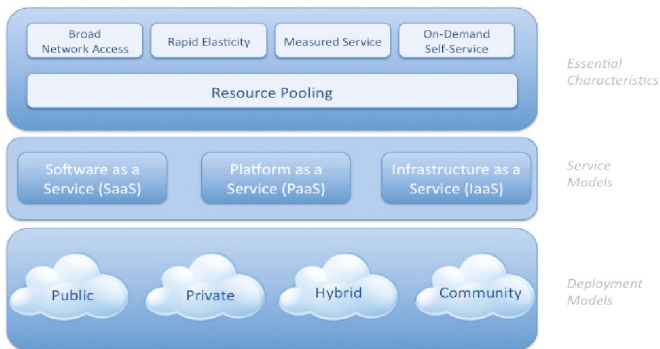 Broad
Network Access
Rapid Elasticity
Measured Service
On-Demand
Self-Service
Resource Pooling
Essential
Characteristics
Software as a
Service (SaaS)
Platform as a
Service (PaaS)
Infrastructure as a
Service (IaaS)
Service
Models
Public
Private
Hybrid
Community
Deployment
Models